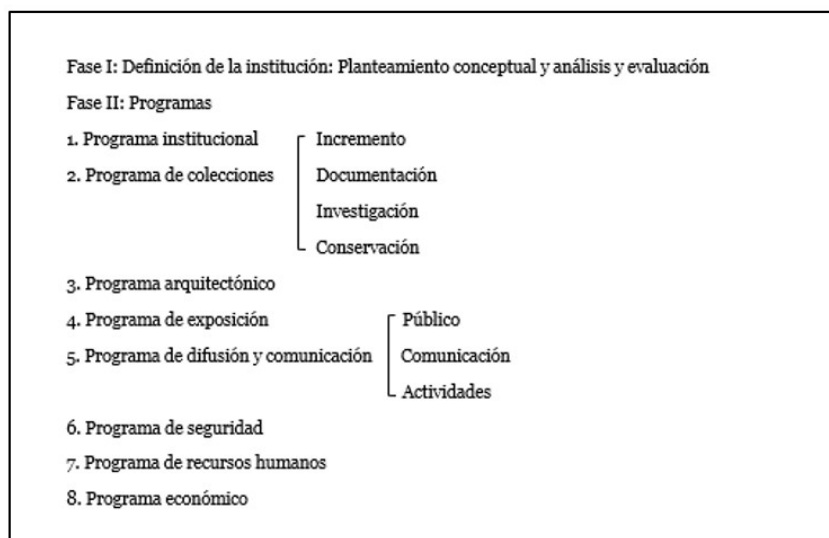 Fase I: Definición de la institución: Planteamiento conceptual y análisis y evaluación
Fase II: Programas
1. Programa institucional
Incremento
2. Programa de colecciones
Documentación
Investigación
Conservación
3. Programa arquitectónico
4. Programa de exposición
Público
5. Programa de difusión y comunicación
Comunicación
Actividades
6. Programa de seguridad
7. Programa de recursos humanos
8. Programa económico